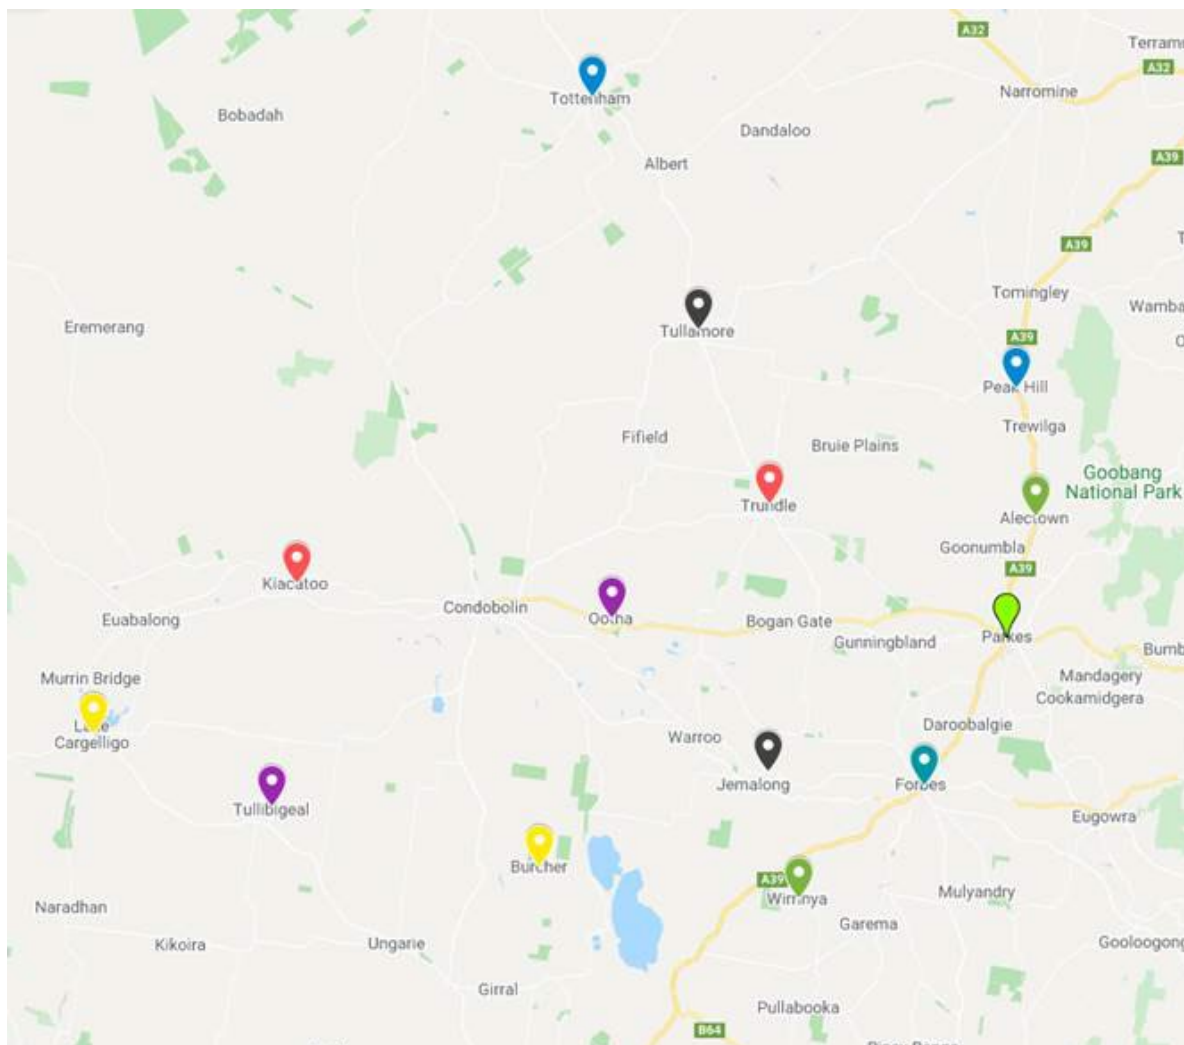 A32
Terram
A32
Tottenham
Narromine
Bobadah
Dandaloo
A39
Albert
A39
Tomingley
Wamba
Eremerang
Tullamore
A39
Peak Hill
Trewilga
Fifield
Bruie Plains
Goobang
National Park
Trundle
Alectown
Goonumbla
A39
Kiacatoo
Condobolin
Euabalong
Ootha
Bogan Gate
Gunningbland
Parkes
Bumb
Murrin Bridge
Mandagery
Cookamidgera
Lake
Cargelligo
Daroobalgie
Warroo
Jemalong
Forbes
Tullibigeal
Eugowra
Burcher
A39
Wirrinya
Mulyandry
Naradhan
Garema
Kikoira
Ungarie
Gooloogong
Girral
Pullabooka
B64